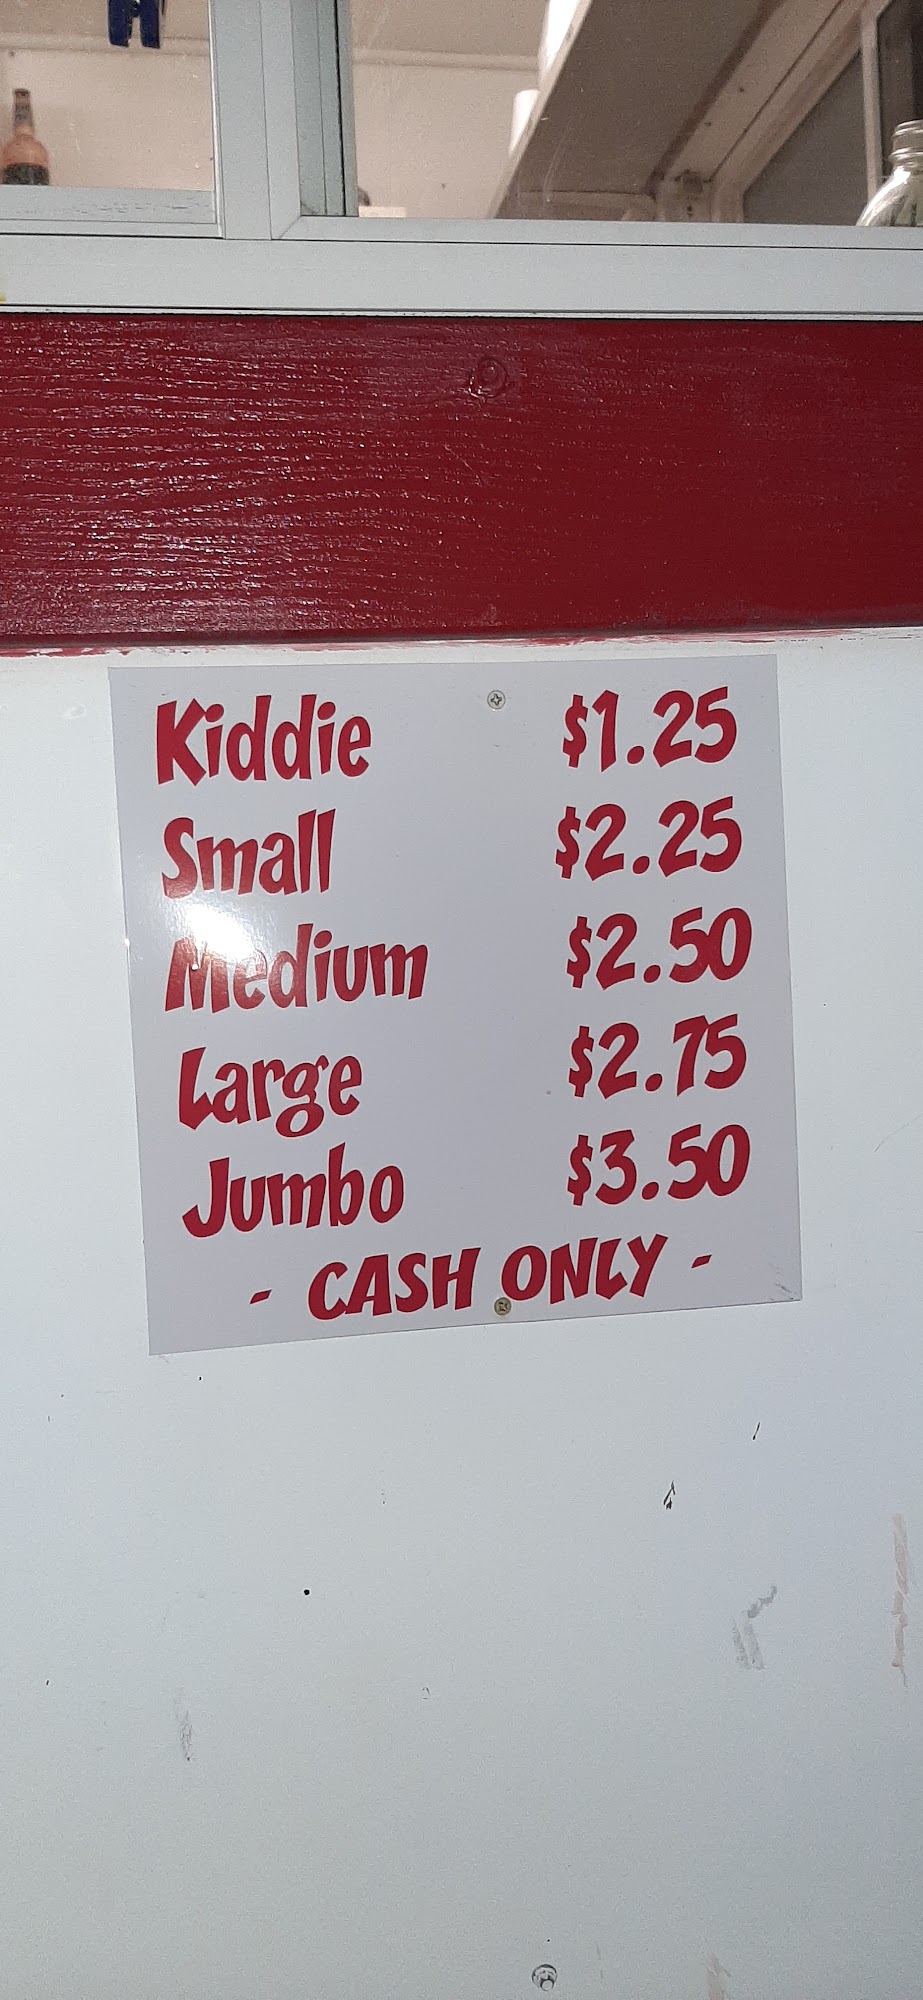 Kiddie $1.25
Small $2.25
Medium $2.50
Large $2.75
Jumbo $3.50
- CASH ONLY -